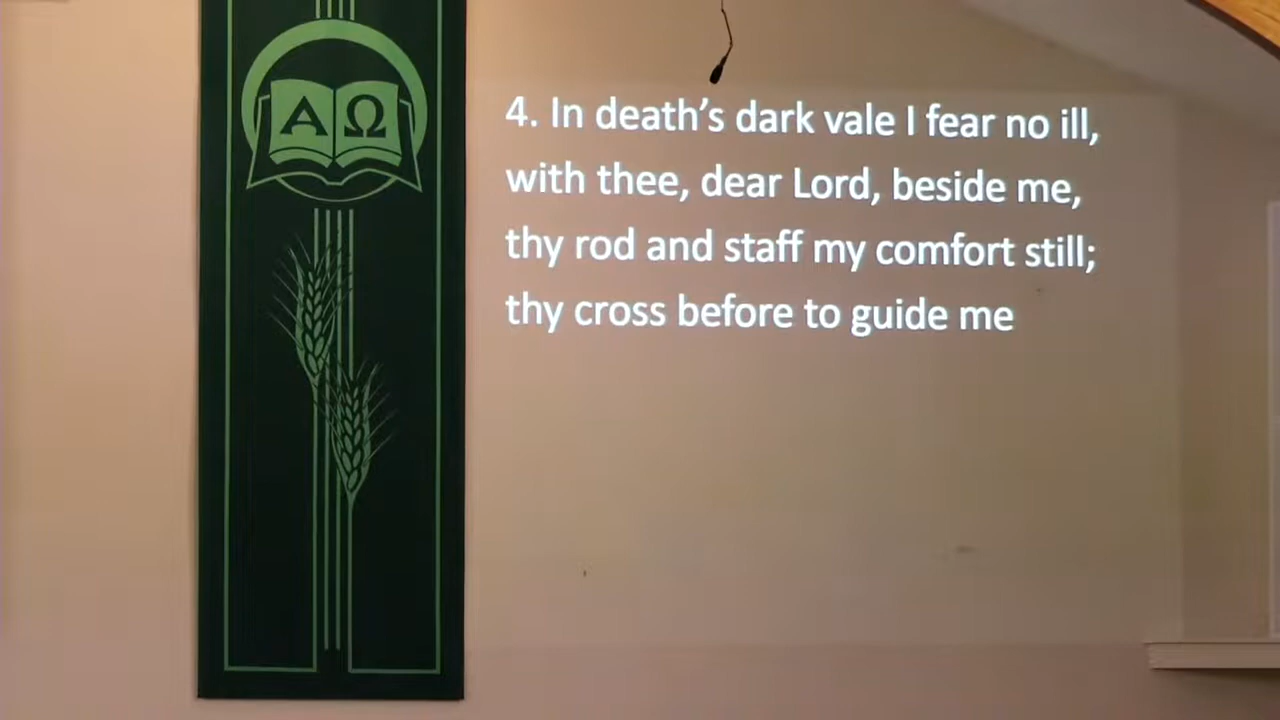 Α Ω
4. In death’s dark vale I fear no ill,
with thee, dear Lord, beside me,
thy rod and staff my comfort still;
thy cross before to guide me